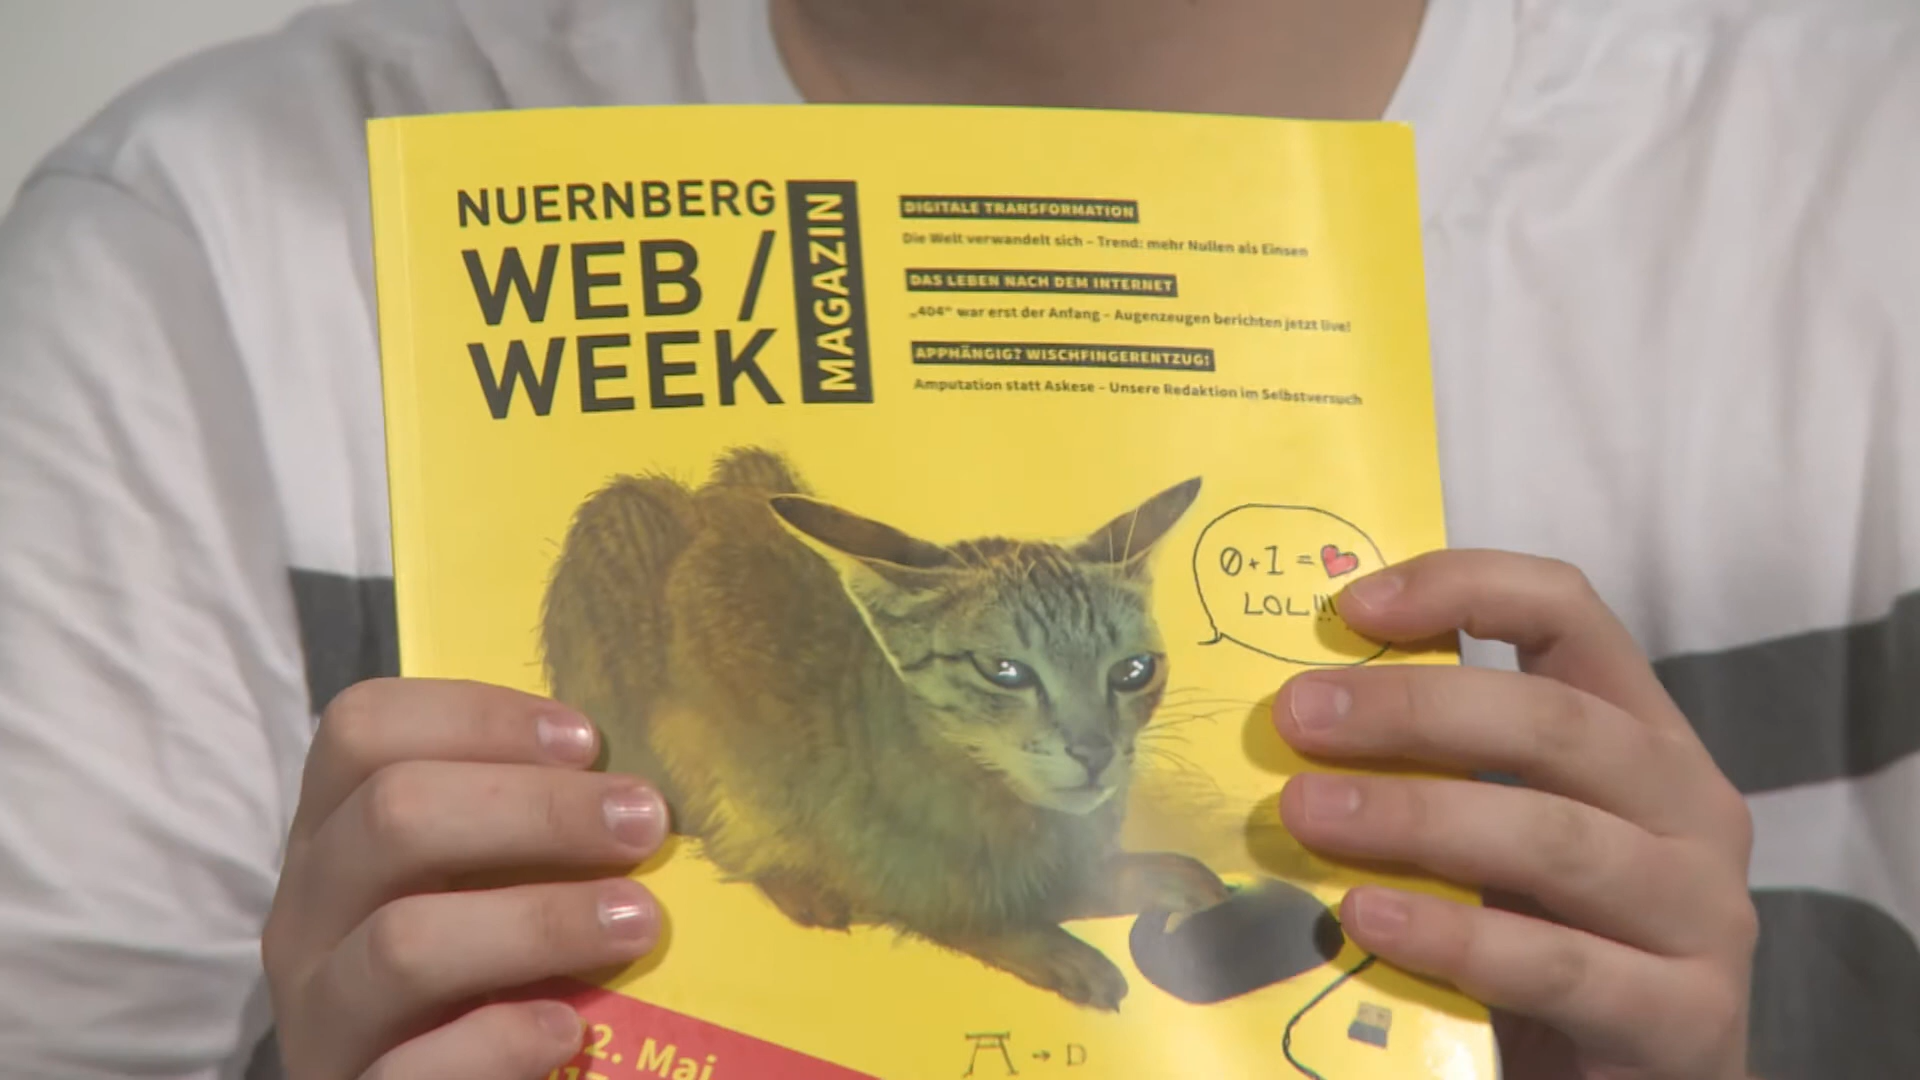 NUERNBERG
WEB /
WEEK
MAGAZIN
DIGITALE TRANSFORMATION
Die Welt verwandelt sich – Trend: mehr Nullen als Einsen
DAS LEBEN NACH DEM INTERNET
„404“ war erst der Anfang – Augenzeugen berichten jetzt live!
APPHÄNGIG? WISCHFINGERENTZUG!
Amputation statt Askese – Unsere Redaktion im Selbstversuch
0+1 = ❤
LOL!!!
2. Mai
→ D